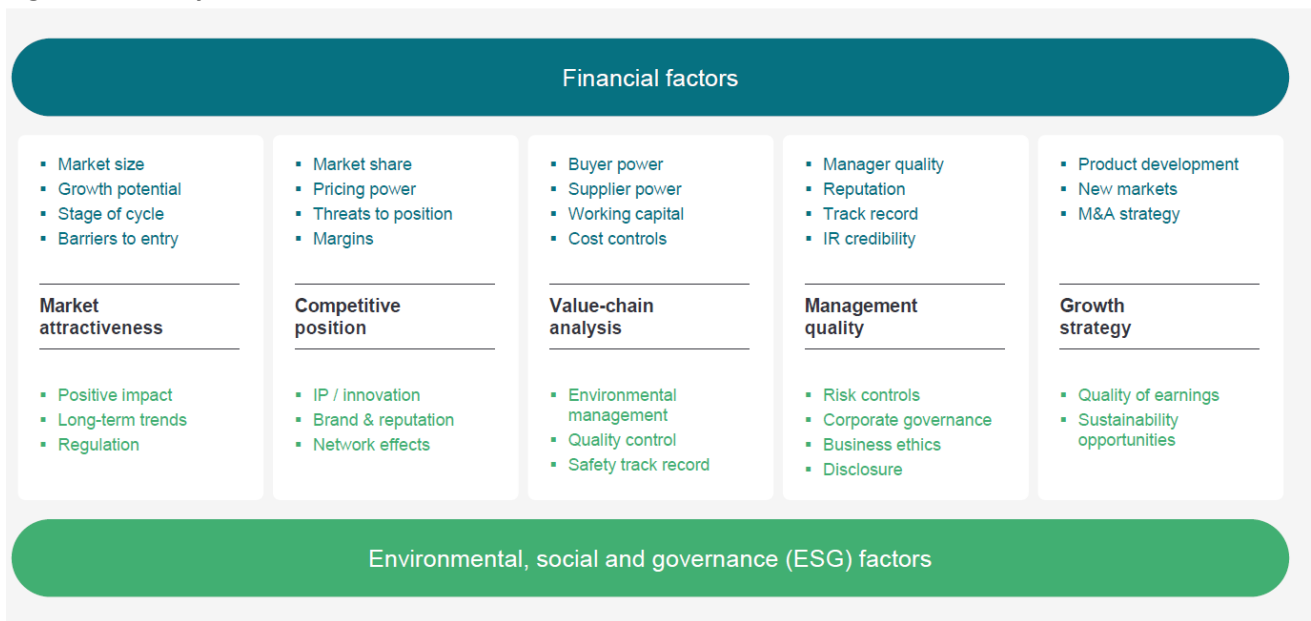 Financial factors
▪ Market size
▪ Growth potential
▪ Stage of cycle
▪ Barriers to entry
Market
attractiveness
▪ Positive impact
▪ Long-term trends
▪ Regulation
▪ Market share
▪ Pricing power
▪ Threats to position
▪ Margins
Competitive
position
▪ IP / innovation
▪ Brand & reputation
▪ Network effects
▪ Buyer power
▪ Supplier power
▪ Working capital
▪ Cost controls
Value-chain
analysis
▪ Environmental
management
▪ Quality control
▪ Safety track record
▪ Manager quality
▪ Reputation
▪ Track record
▪ IR credibility
Management
quality
▪ Risk controls
▪ Corporate governance
▪ Business ethics
▪ Disclosure
▪ Product development
▪ New markets
▪ M&A strategy
Growth
strategy
▪ Quality of earnings
▪ Sustainability
opportunities
Environmental, social and governance (ESG) factors